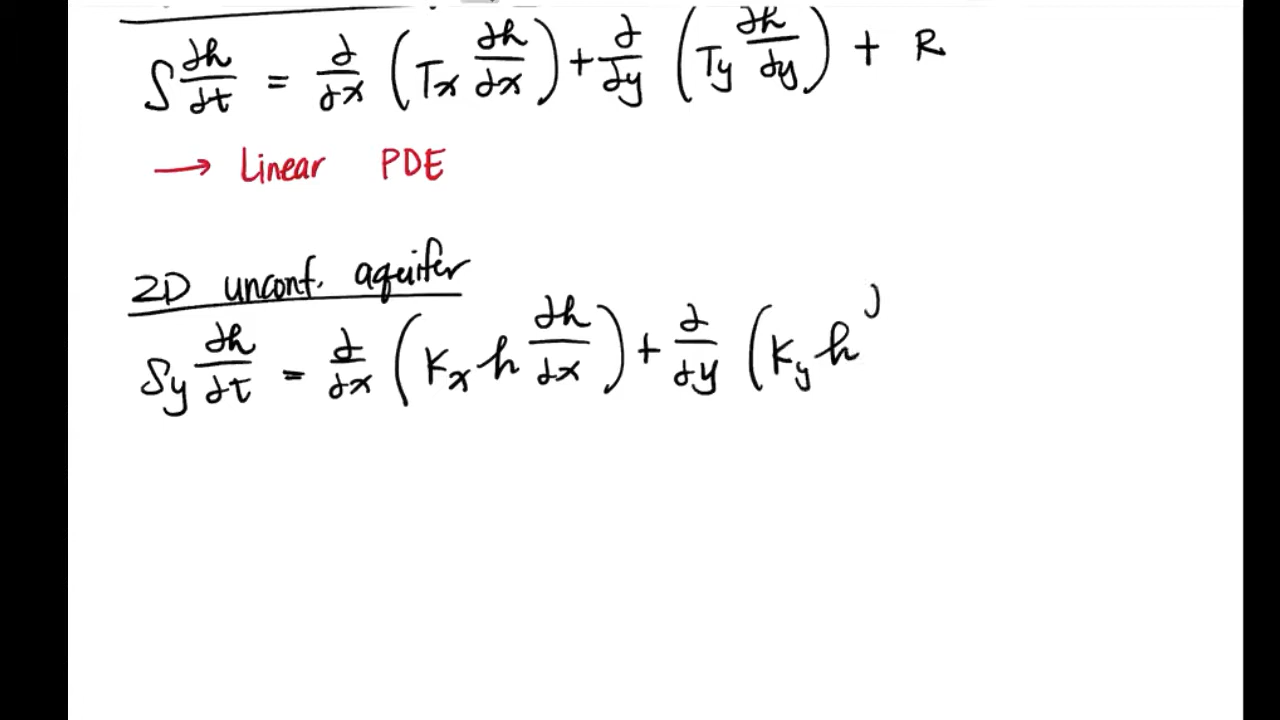 S ∂h/∂t = ∂/∂x (Tx ∂h/∂x) + ∂/∂y (Ty ∂h/∂y) + R
→ Linear PDE
2D unconf. aquifer
Sy ∂h/∂t = ∂/∂x (Kx h ∂h/∂x) + ∂/∂y (Ky h